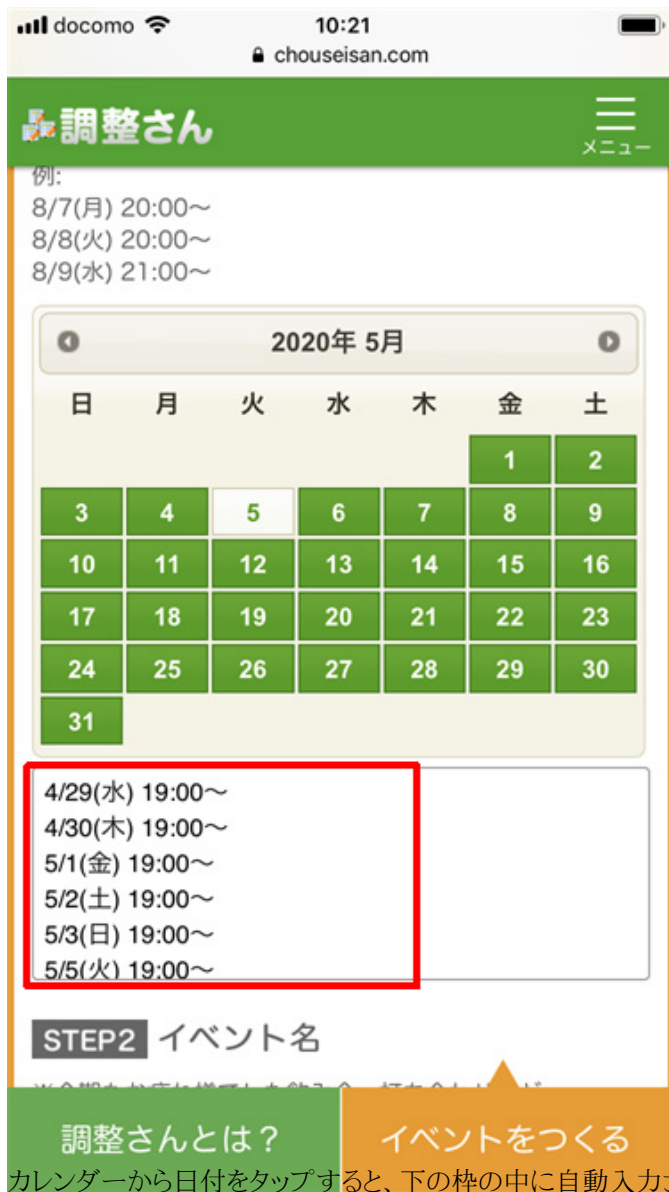 docomo 10:21
chouseisan.com
調整さん
メニュー
例:
8/7(月) 20:00～
8/8(火) 20:00～
8/9(水) 21:00～
2020年 5月
日 月 火 水 木 金 土
1 2
3 4 5 6 7 8 9
10 11 12 13 14 15 16
17 18 19 20 21 22 23
24 25 26 27 28 29 30
31
4/29(水) 19:00～
4/30(木) 19:00～
5/1(金) 19:00～
5/2(土) 19:00～
5/3(日) 19:00～
5/5(火) 19:00～
STEP2 イベント名
調整さんとは？ イベントをつくる
カレンダーから日付をタップすると、下の枠の中に自動入力、